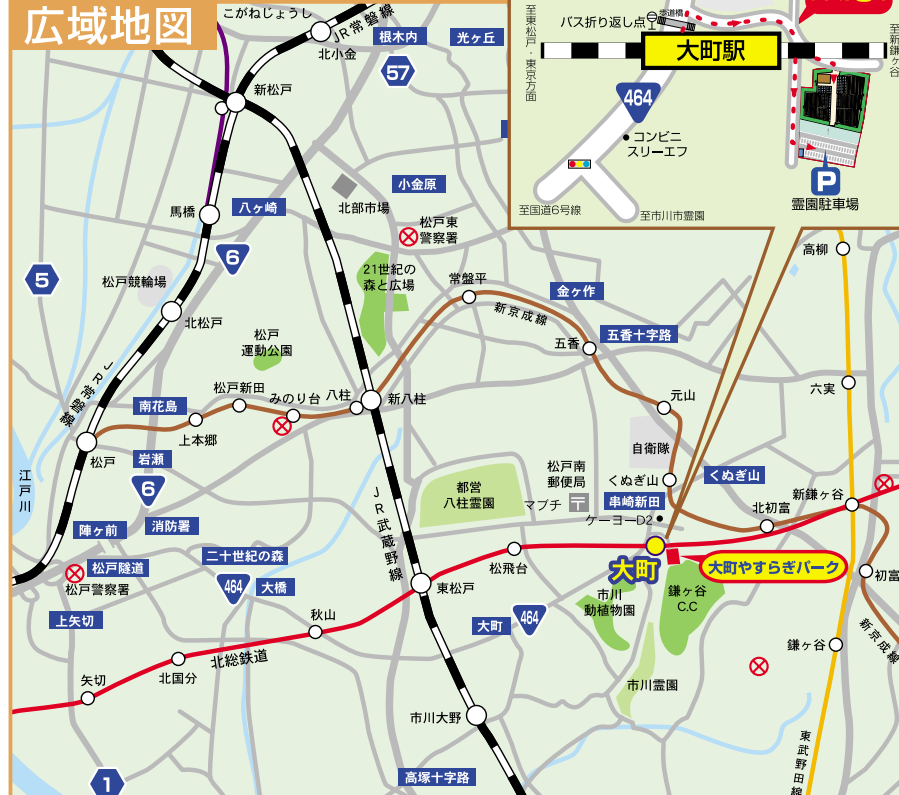 広域地図
こがねじょうし
JR常磐線
北小金
根木内
光ヶ丘
57
新松戸
至東松戸・東京方面
バス折り返し点
歩道橋
大町駅
至新鎌ヶ谷
464
コンビニ
スリーエフ
P
霊園駐車場
至国道6号線
至市川市霊園
小金原
北部市場
八ヶ崎
馬橋
松戸東
警察署
6
5
高柳
21世紀の
森と広場
常盤平
金ヶ作
松戸競輪場
新京成線
五香十字路
五香
北松戸
松戸
運動公園
JR常磐線
松戸新田
みのり台
八柱
新八柱
元山
六実
南花島
上本郷
自衛隊
松戸
岩瀬
松戸南
郵便局
くぬぎ山
くぬぎ山
江戸川
6
都営
八柱霊園
マブチ
串崎新田
新鎌ヶ谷
JR武蔵野線
ケーヨーD2
北初富
陣ヶ前
消防署
二十世紀の森
松飛台
大町
大町やすらぎパーク
初富
松戸隧道
松戸警察署
464
大橋
東松戸
市川
動植物園
鎌ヶ谷
C.C
上矢切
秋山
大町
464
新京成線
北総鉄道
鎌ヶ谷
矢切
北国分
市川霊園
市川大野
東武野田線
1
高塚十字路